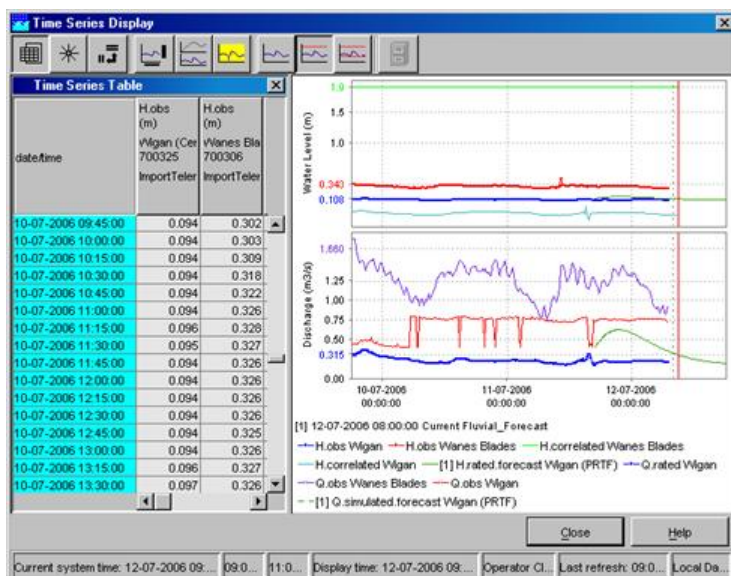 Time Series Display
Time Series Table
date/time
H.obs
(m)
Wigan (Cer
700325
ImportTeler
H.obs
(m)
Wanes Bla
700306
ImportTeler
10-07-2006 09:45:00 0.094 0.302
10-07-2006 10:00:00 0.094 0.303
10-07-2006 10:15:00 0.094 0.309
10-07-2006 10:30:00 0.094 0.318
10-07-2006 10:45:00 0.094 0.322
10-07-2006 11:00:00 0.094 0.326
10-07-2006 11:15:00 0.096 0.328
10-07-2006 11:30:00 0.095 0.327
10-07-2006 11:45:00 0.094 0.326
10-07-2006 12:00:00 0.094 0.326
10-07-2006 12:15:00 0.094 0.326
10-07-2006 12:30:00 0.094 0.326
10-07-2006 12:45:00 0.094 0.325
10-07-2006 13:00:00 0.094 0.326
10-07-2006 13:15:00 0.096 0.327
10-07-2006 13:30:00 0.097 0.326
Water Level (m)
1.9
1.5
1.0
0.340
0.108
Discharge (m3/s)
1.660
1.25
1.00
0.75
0.50
0.315
0.00
10-07-2006 11-07-2006 12-07-2006
00:00:00 00:00:00 00:00:00
[1] 12-07-2006 08:00:00 Current Fluvial_Forecast
H.obs Wigan H.obs Wanes Blades H.correlated Wanes Blades
H.correlated Wigan [1] H.rated.forecast Wigan (PRTF) Q.rated Wigan
Q.obs Wanes Blades Q.obs Wigan
[1] Q.simulated.forecast Wigan (PRTF)
Close Help
Current system time: 12-07-2006 09:... 09:0... 11:0... Display time: 12-07-2006 09:... Operator Cl... Last refresh: 09:0... Local Da...